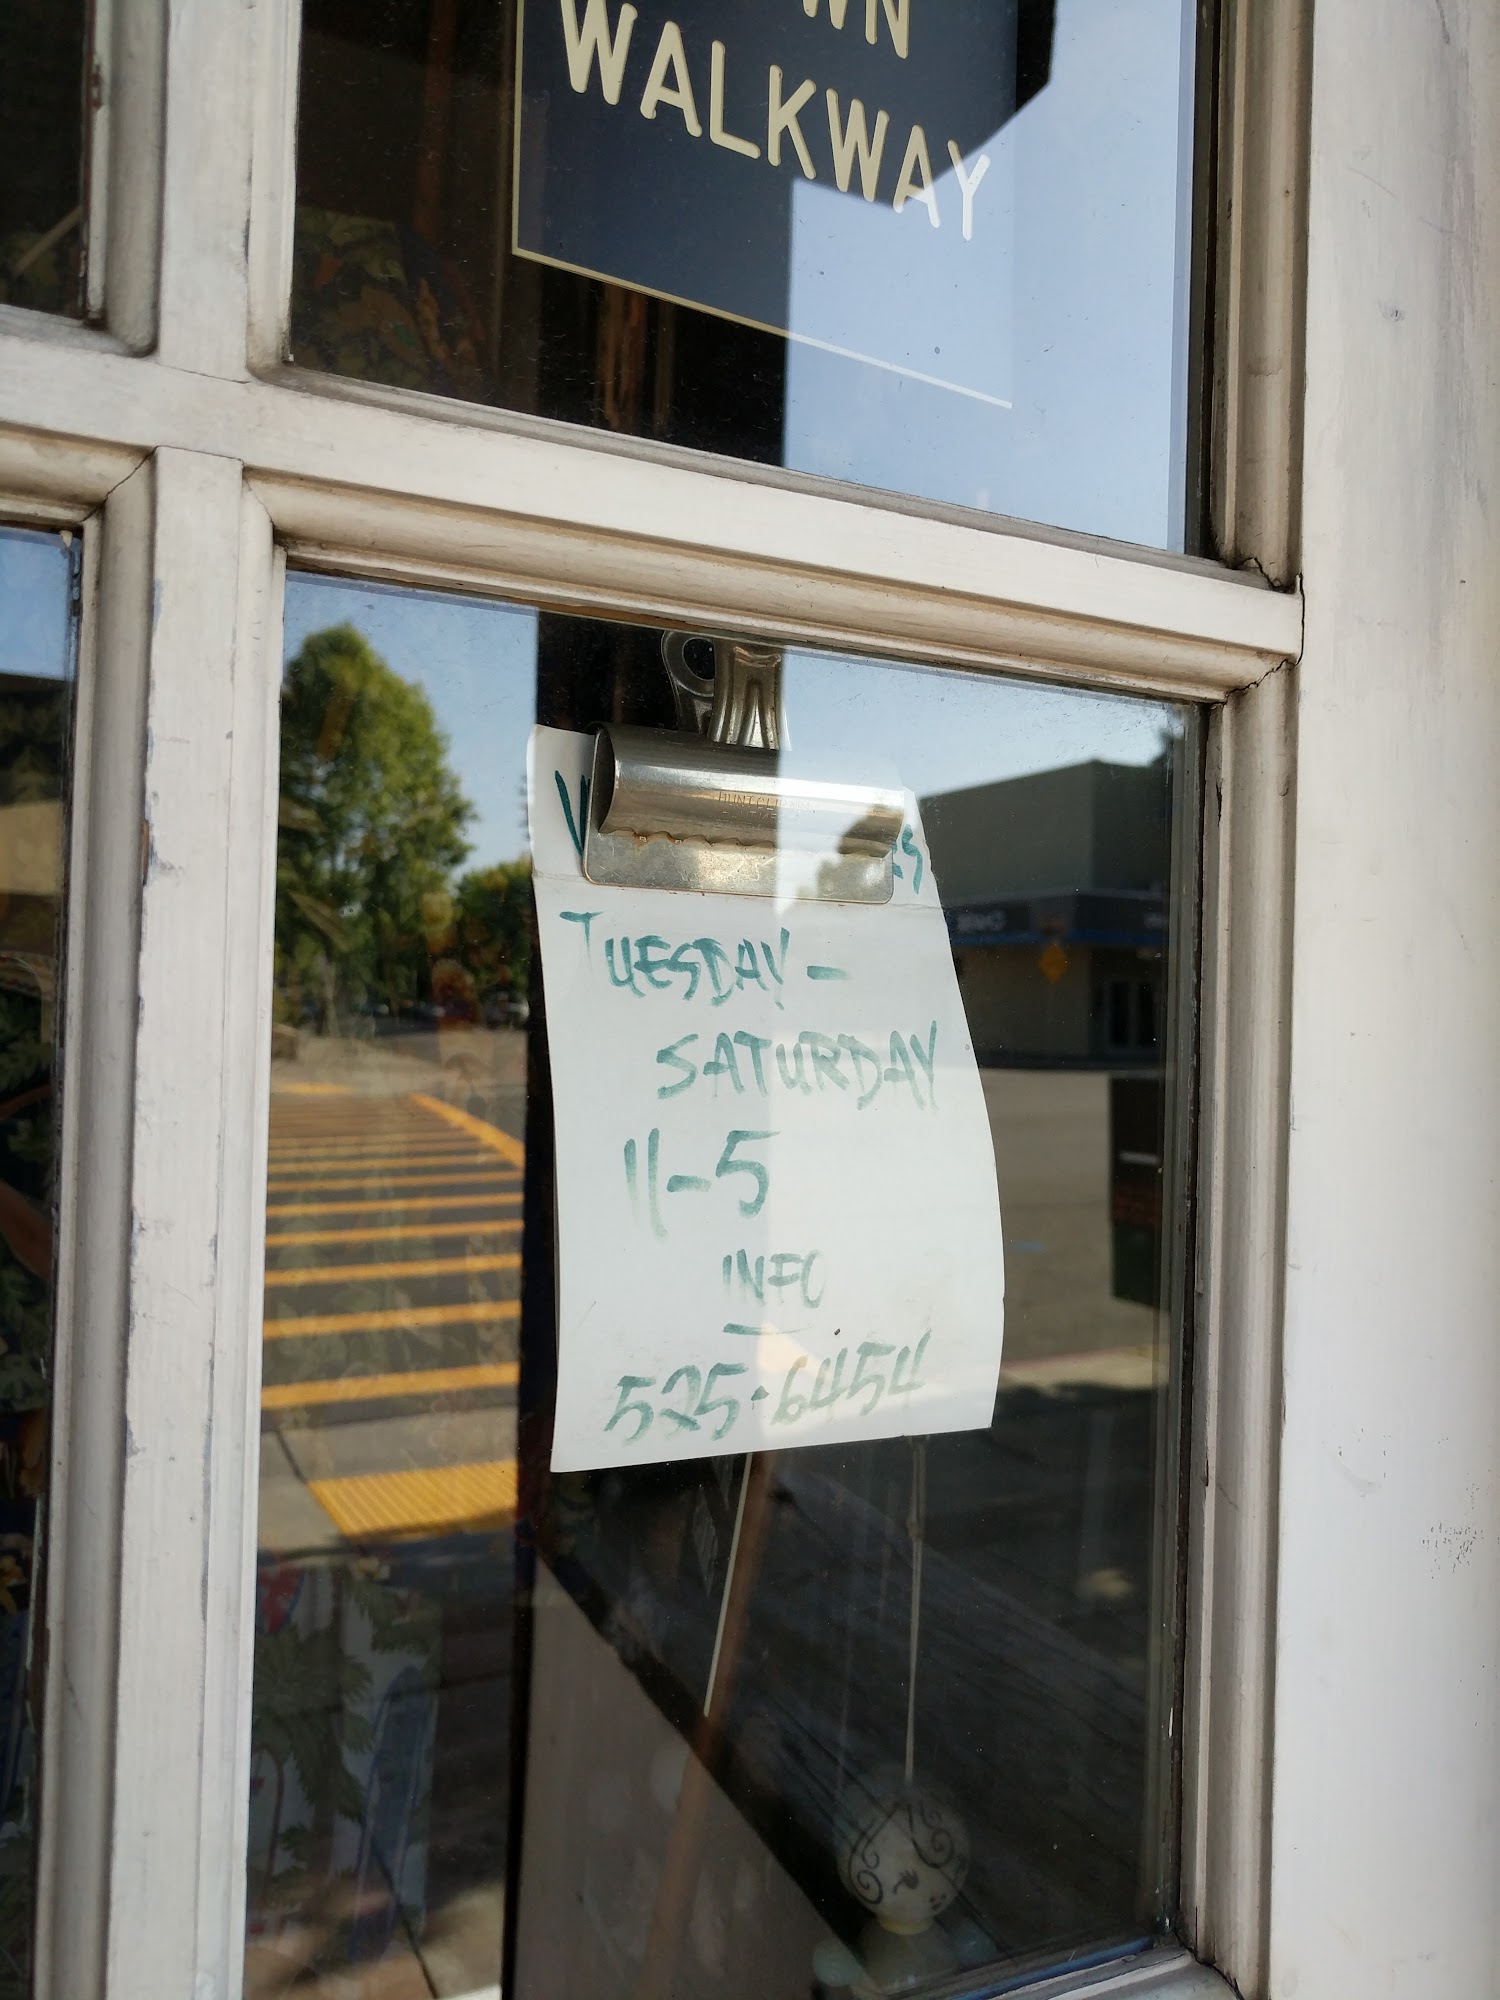 WALKWAY
TUESDAY -
SATURDAY
11-5
INFO
525-6454